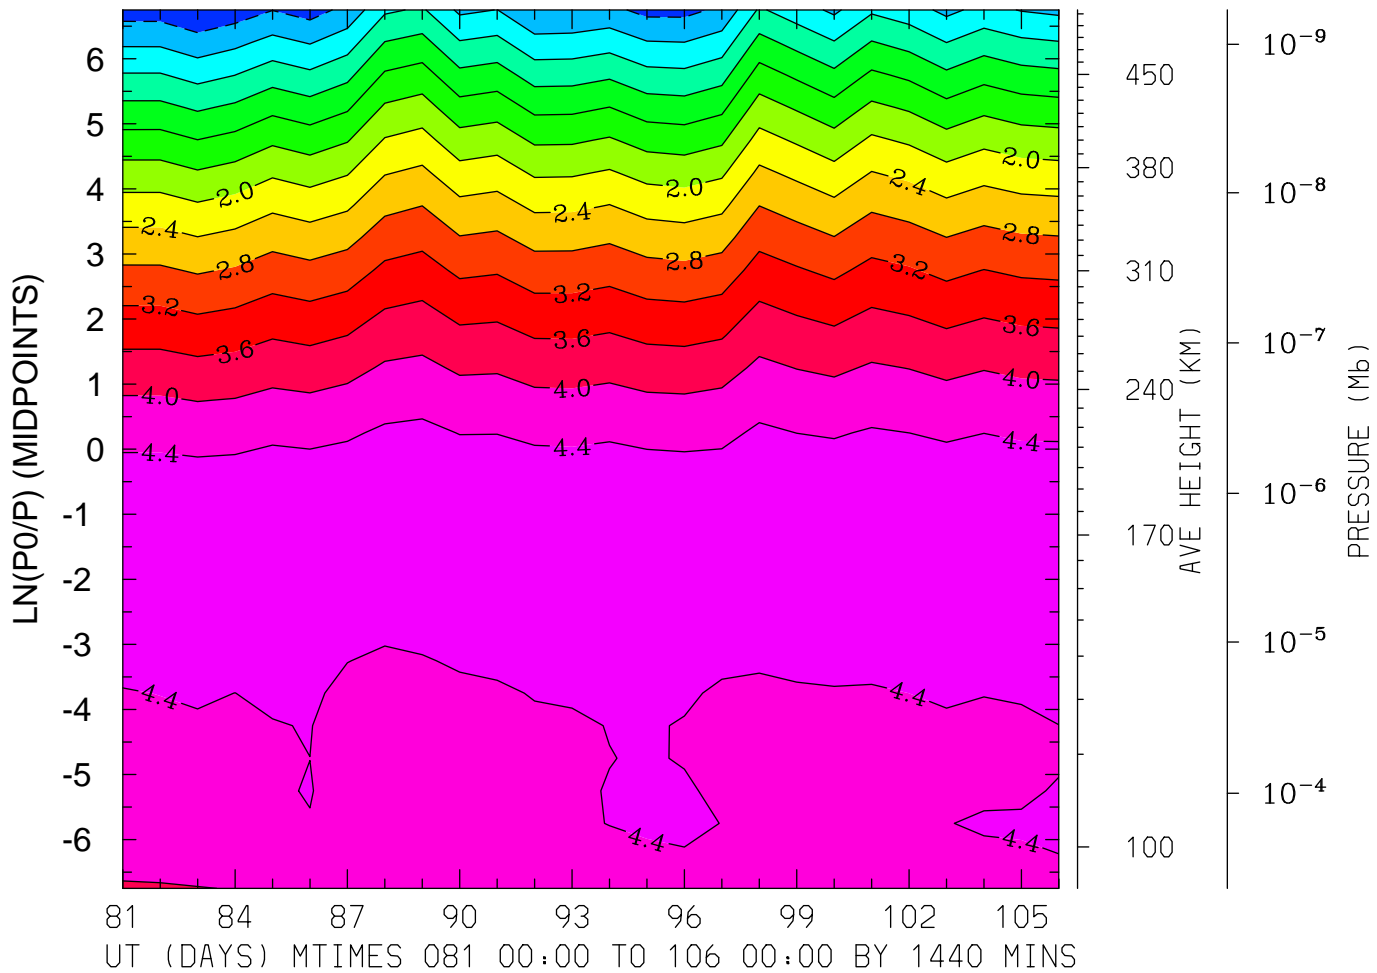 6
5
4
3
2
1
0
-1
-2
-3
-4
-5
-6
LN(P0/P) (MIDPOINTS)
2.0 2.0 2.0
2.4 2.4 2.4
2.8 2.8 2.8
3.2 3.2 3.2
3.6 3.6 3.6
4.0 4.0 4.0
4.4 4.4 4.4
4.4 4.4
4.4 4.4
450
380
310
240
170
100
AVE HEIGHT (KM)
10−9
10−8
10−7
10−6
10−5
10−4
PRESSURE (Mb)
81 84 87 90 93 96 99 102 105
UT (DAYS) MTIMES 081 00:00 TO 106 00:00 BY 1440 MINS